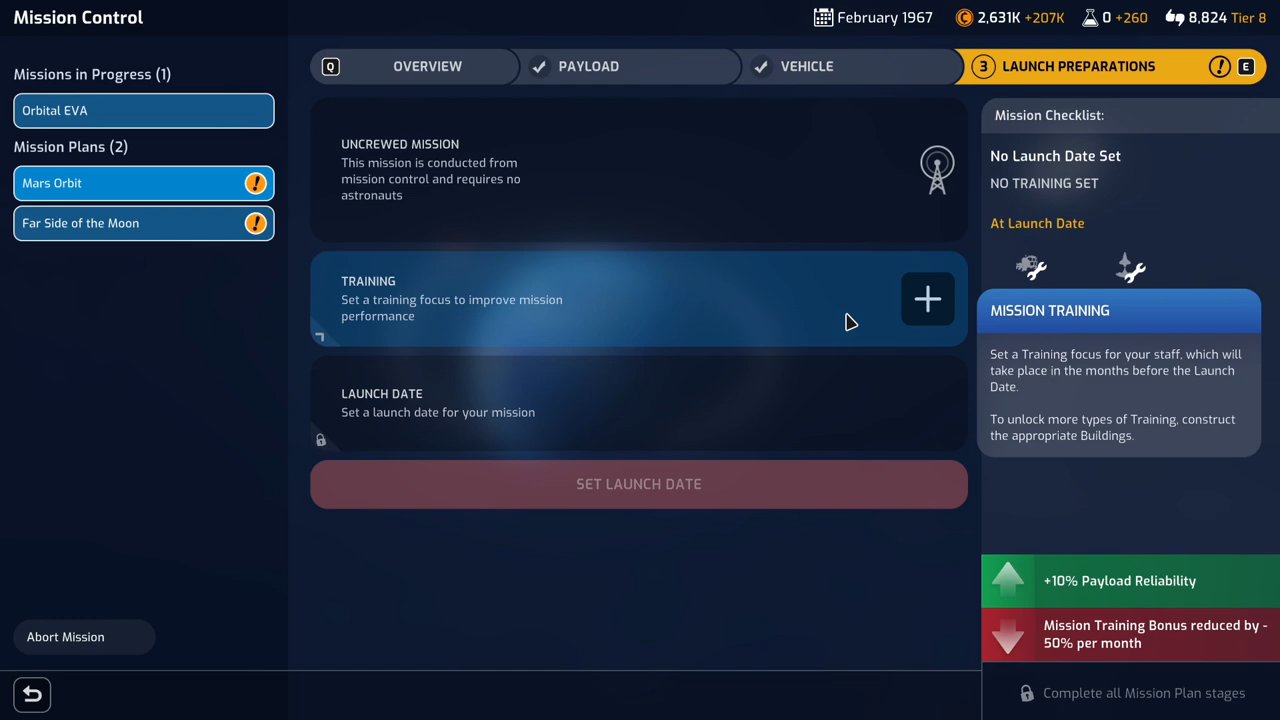 Mission Control
February 1967
2,631K +207K
0 +260
8,824 Tier 8
Missions in Progress (1)
Orbital EVA
Mission Plans (2)
Mars Orbit
Far Side of the Moon
Abort Mission
Q
OVERVIEW
PAYLOAD
VEHICLE
3
LAUNCH PREPARATIONS
E
UNCREWED MISSION
This mission is conducted from
mission control and requires no
astronauts
TRAINING
Set a training focus to improve mission
performance
LAUNCH DATE
Set a launch date for your mission
SET LAUNCH DATE
Mission Checklist:
No Launch Date Set
NO TRAINING SET
At Launch Date
MISSION TRAINING
Set a Training focus for your staff, which will
take place in the months before the Launch
Date.
To unlock more types of Training, construct
the appropriate Buildings.
+10% Payload Reliability
Mission Training Bonus reduced by -
50% per month
Complete all Mission Plan stages